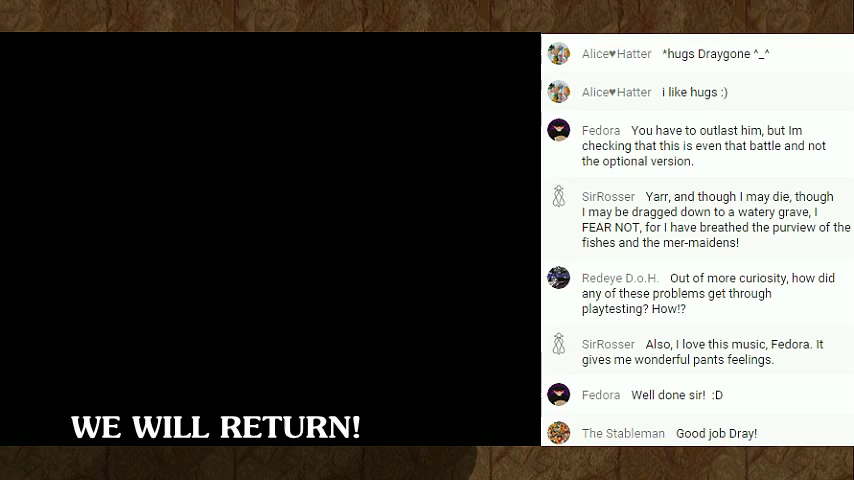 Alice♥Hatter *hugs Draygone ^_^
Alice♥Hatter i like hugs :)
Fedora You have to outlast him, but Im
checking that this is even that battle and not
the optional version.
SirRosser Yarr, and though I may die, though
I may be dragged down to a watery grave, I
FEAR NOT, for I have breathed the purview of the
fishes and the mer-maidens!
Redeye D.o.H. Out of more curiosity, how did
any of these problems get through
playtesting? How!?
SirRosser Also, I love this music, Fedora. It
gives me wonderful pants feelings.
Fedora Well done sir! :D
The Stableman Good job Dray!
WE WILL RETURN!